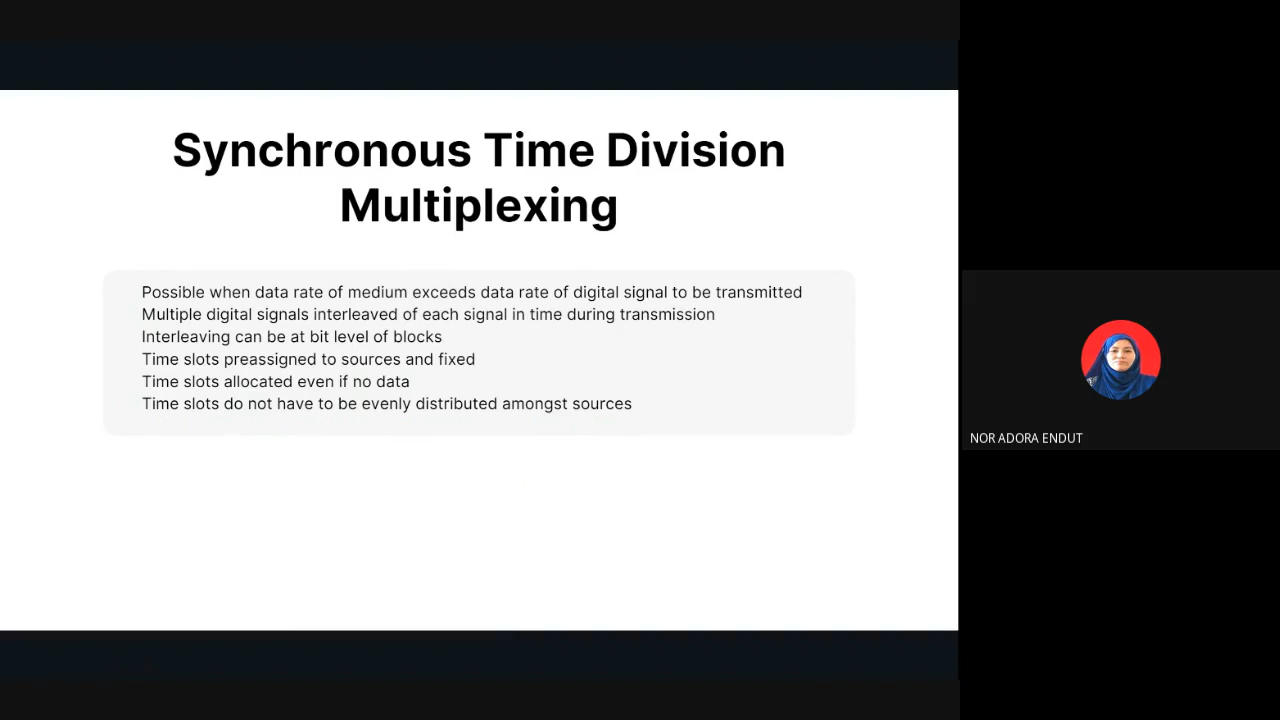 Synchronous Time Division
Multiplexing
Possible when data rate of medium exceeds data rate of digital signal to be transmitted
Multiple digital signals interleaved of each signal in time during transmission
Interleaving can be at bit level of blocks
Time slots preassigned to sources and fixed
Time slots allocated even if no data
Time slots do not have to be evenly distributed amongst sources
NOR ADORA ENDUT